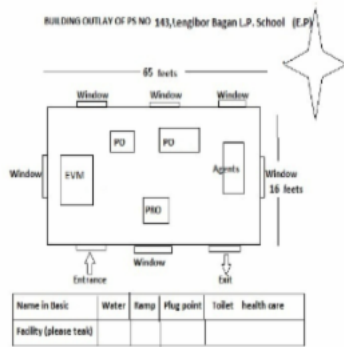 BUILDING OUTLAY OF PS NO 143,Lengibor Bagan L.P. School (E.P)
65 feets
Window Window Window
PO PO
Window EVM Agents Window
16 feets
PRO
Entrance Window Exit
Name in Basic Water Ramp Plug point Toilet health care
Facility (please teak)